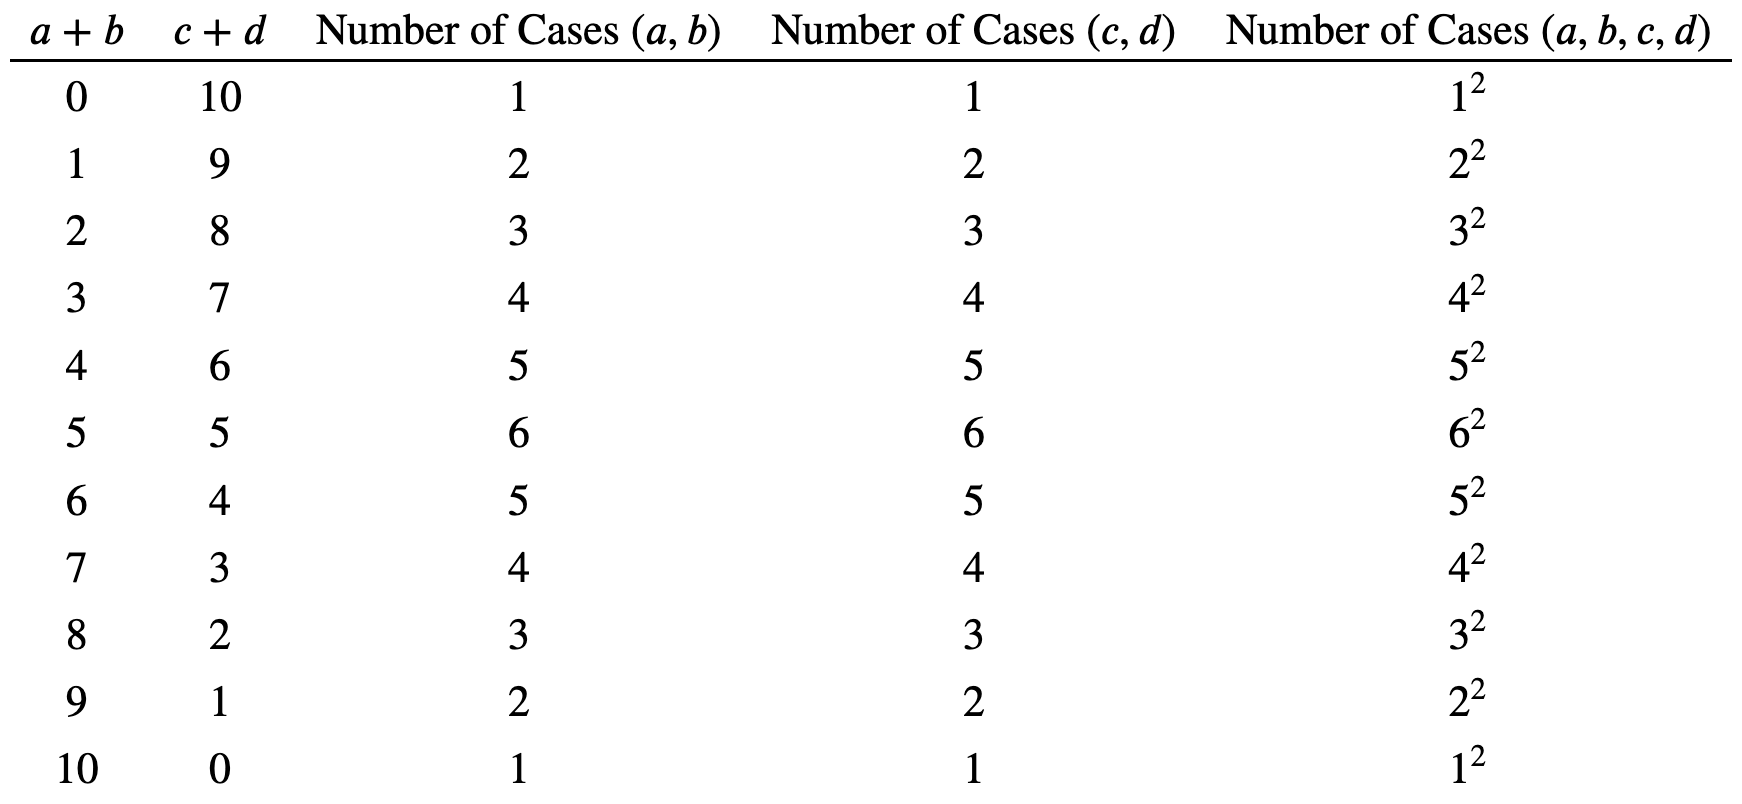 a + b c + d Number of Cases (a, b) Number of Cases (c, d) Number of Cases (a, b, c, d)
0 10 1 1 1²
1 9 2 2 2²
2 8 3 3 3²
3 7 4 4 4²
4 6 5 5 5²
5 5 6 6 6²
6 4 5 5 5²
7 3 4 4 4²
8 2 3 3 3²
9 1 2 2 2²
10 0 1 1 1²